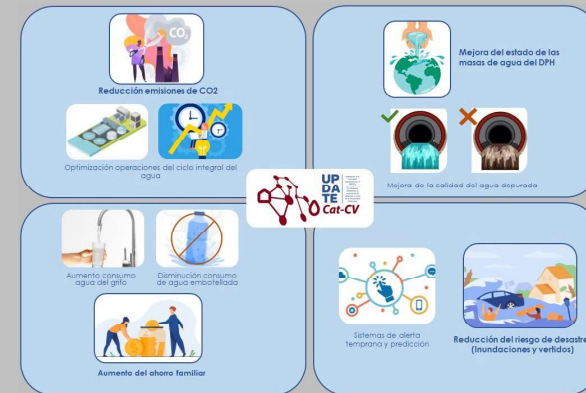 CO2
Reducción emisiones de CO2
Optimización operaciones del ciclo integral del
agua
Mejora del estado de las
masas de agua del DPH
Mejora de la calidad del agua depurada
UP
DA
TE
Cat-CV
Aumento consumo
agua del grifo
Disminución consumo
de agua embotellada
Aumento del ahorro familiar
Sistemas de alerta
temprana y predicción
Reducción del riesgo de desastre
(Inundaciones y vertidos)